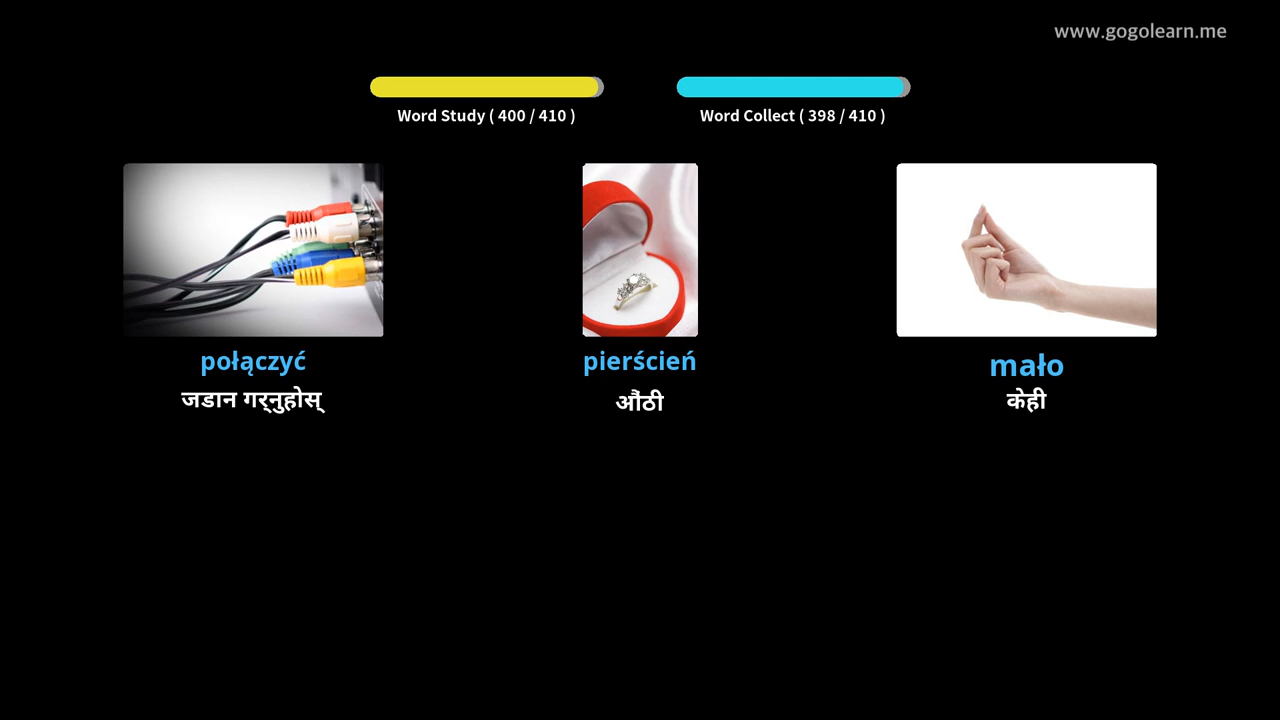 www.gogolearn.me
Word Study ( 400 / 410 )
Word Collect ( 398 / 410 )
połączyć
pierścień
mało
जडान गर्नुहोस्
औंठी
केही